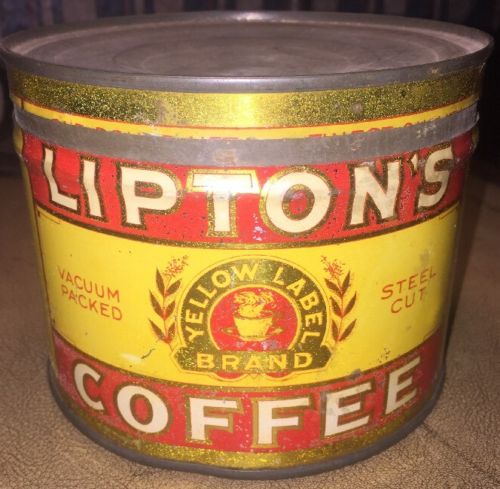 LIPTON'S
VACUUM
PACKED
YELLOW LABEL
BRAND
STEEL
CUT
COFFEE